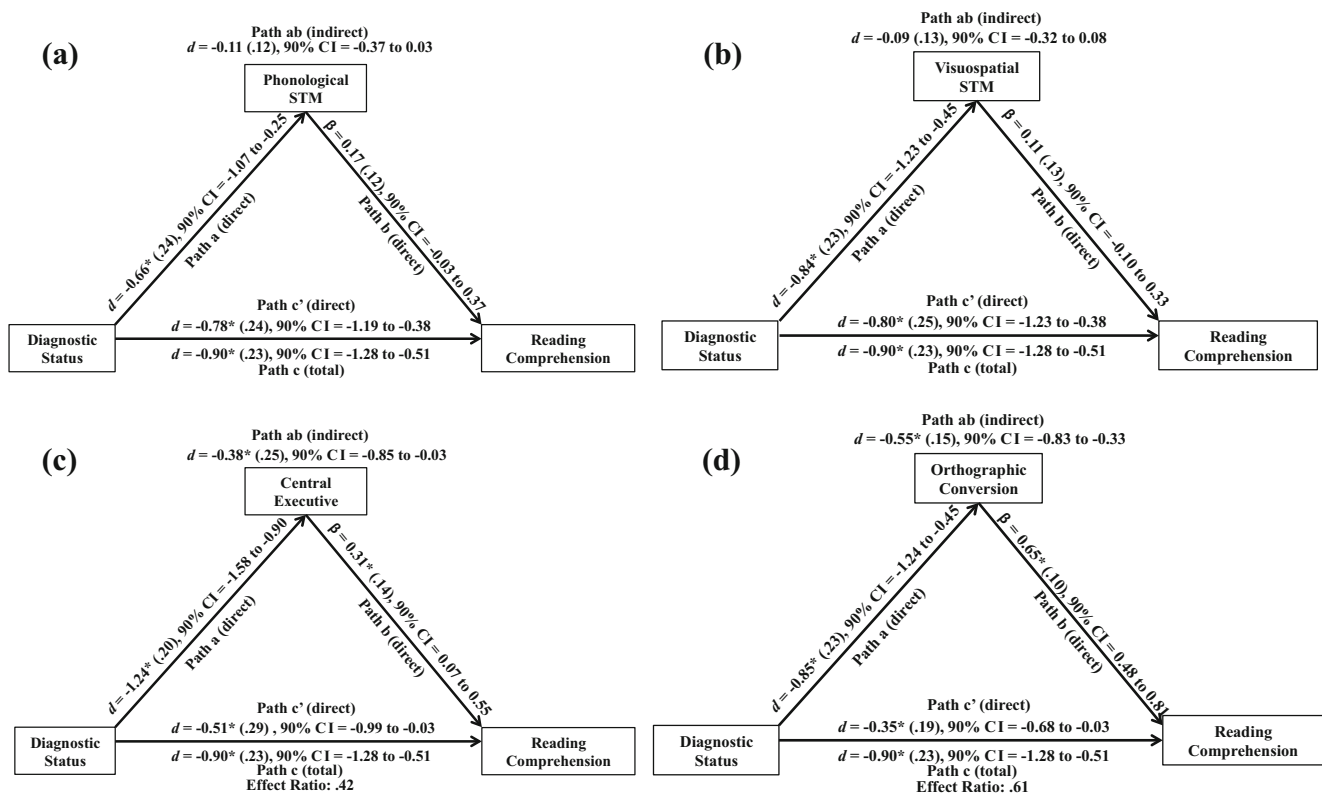 (a)
Path ab (indirect)
d = -0.11 (.12), 90% CI = -0.37 to 0.03
Phonological
STM
d = -0.66* (.24), 90% CI = -1.07 to -0.25
Path a (direct)
β = 0.17 (.12), 90% CI = -0.03 to 0.37
Path b (direct)
Path c’ (direct)
d = -0.78* (.24), 90% CI = -1.19 to -0.38
Diagnostic
Status
Reading
Comprehension
d = -0.90* (.23), 90% CI = -1.28 to -0.51
Path c (total)
(b)
Path ab (indirect)
d = -0.09 (.13), 90% CI = -0.32 to 0.08
Visuospatial
STM
d = -0.84* (.23), 90% CI = -1.23 to -0.45
Path a (direct)
β = 0.11 (.13), 90% CI = -0.10 to 0.33
Path b (direct)
Path c’ (direct)
d = -0.80* (.25), 90% CI = -1.23 to -0.38
Diagnostic
Status
Reading
Comprehension
d = -0.90* (.23), 90% CI = -1.28 to -0.51
Path c (total)
(c)
Path ab (indirect)
d = -0.38* (.25), 90% CI = -0.85 to -0.03
Central
Executive
d = -1.24* (.20), 90% CI = -1.58 to -0.90
Path a (direct)
β = 0.31* (.14), 90% CI = 0.07 to 0.55
Path b (direct)
Path c’ (direct)
d = -0.51* (.29) , 90% CI = -0.99 to -0.03
Diagnostic
Status
Reading
Comprehension
d = -0.90* (.23), 90% CI = -1.28 to -0.51
Path c (total)
Effect Ratio: .42
(d)
Path ab (indirect)
d = -0.55* (.15), 90% CI = -0.83 to -0.33
Orthographic
Conversion
d = -0.85* (.23), 90% CI = -1.24 to -0.45
Path a (direct)
β = 0.65* (.10), 90% CI = 0.48 to 0.81
Path b (direct)
Path c’ (direct)
d = -0.35* (.19), 90% CI = -0.68 to -0.03
Diagnostic
Status
Reading
Comprehension
d = -0.90* (.23), 90% CI = -1.28 to -0.51
Path c (total)
Effect Ratio: .61